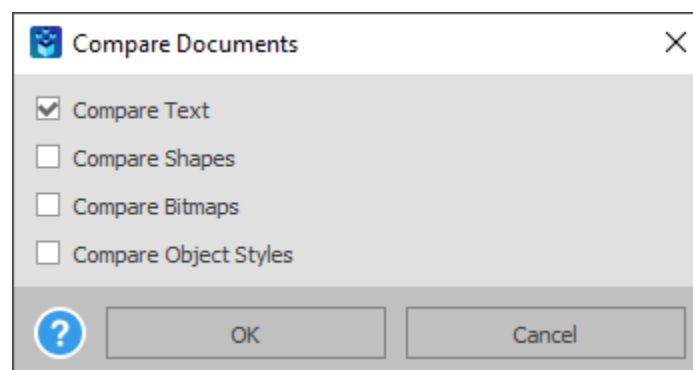 Compare Documents
Compare Text
Compare Shapes
Compare Bitmaps
Compare Object Styles
? OK Cancel